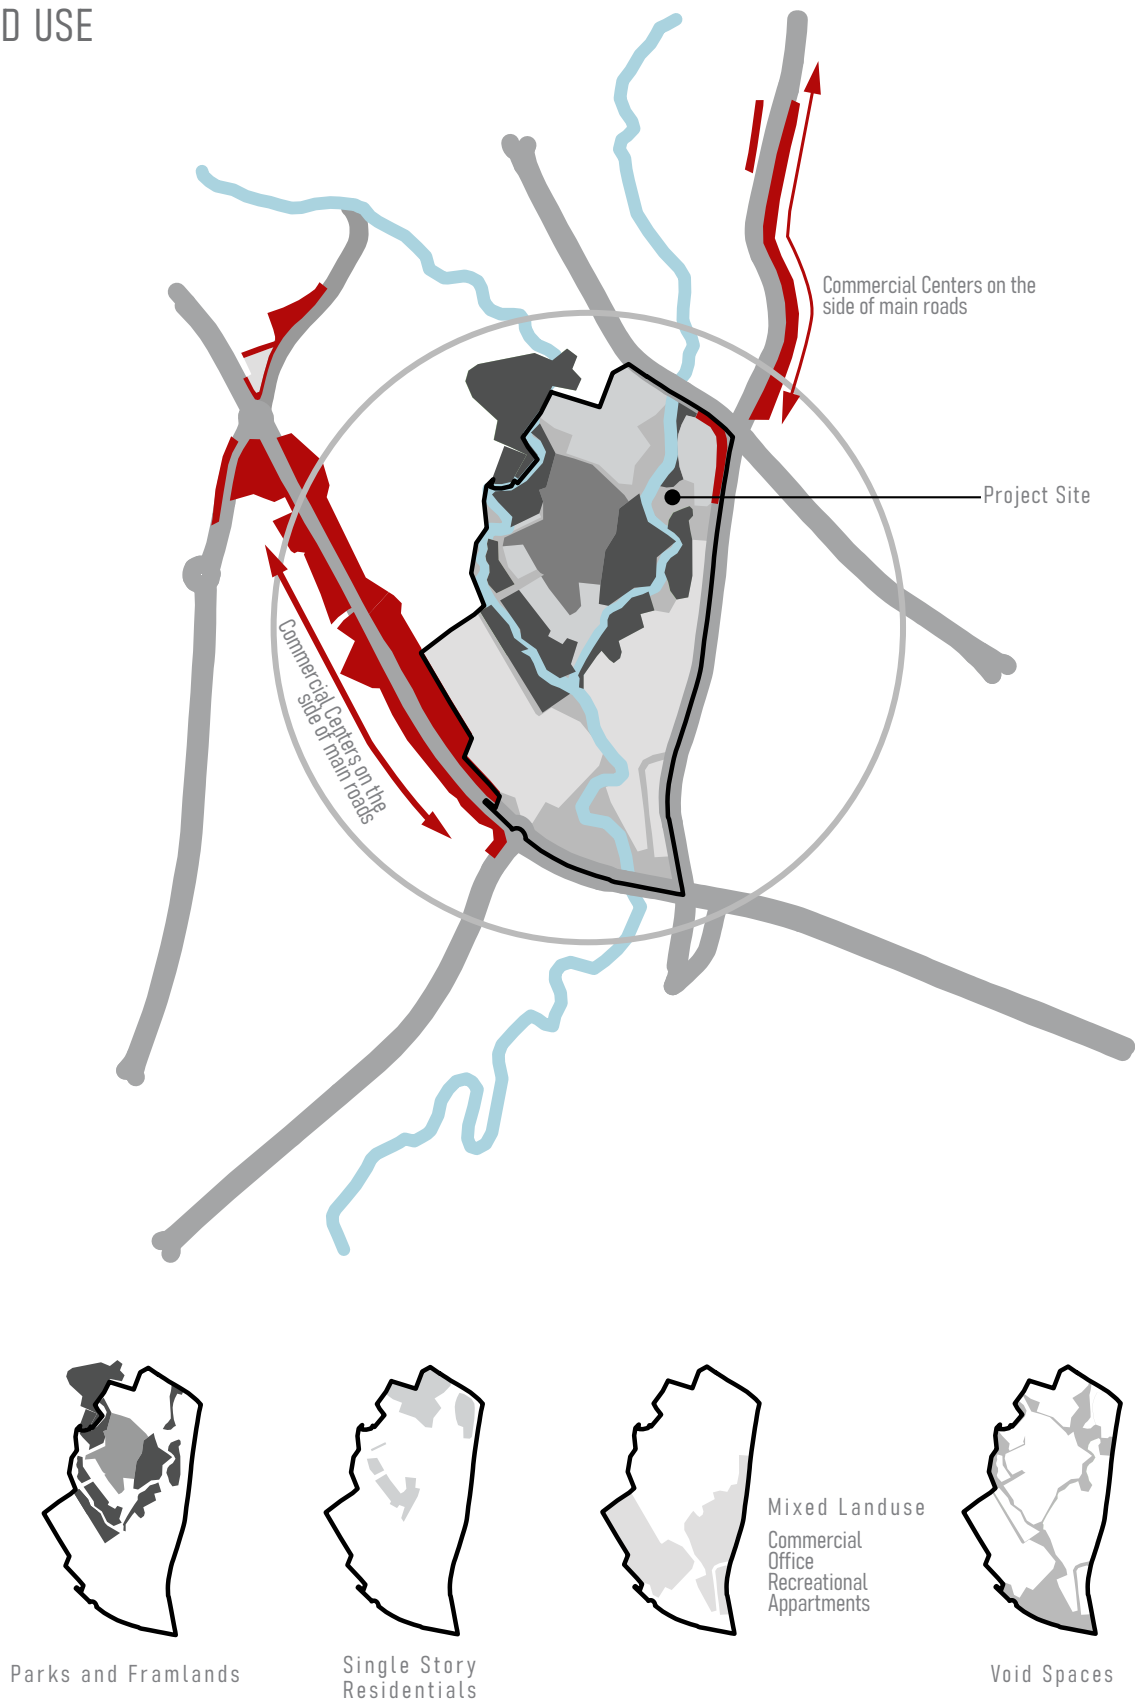 D USE
Commercial Centers on the
side of main roads
Project Site
Commercial Centers on the
side of main roads
Mixed Landuse
Commercial
Office
Recreational
Appartments
Parks and Framlands
Single Story
Residentials
Void Spaces